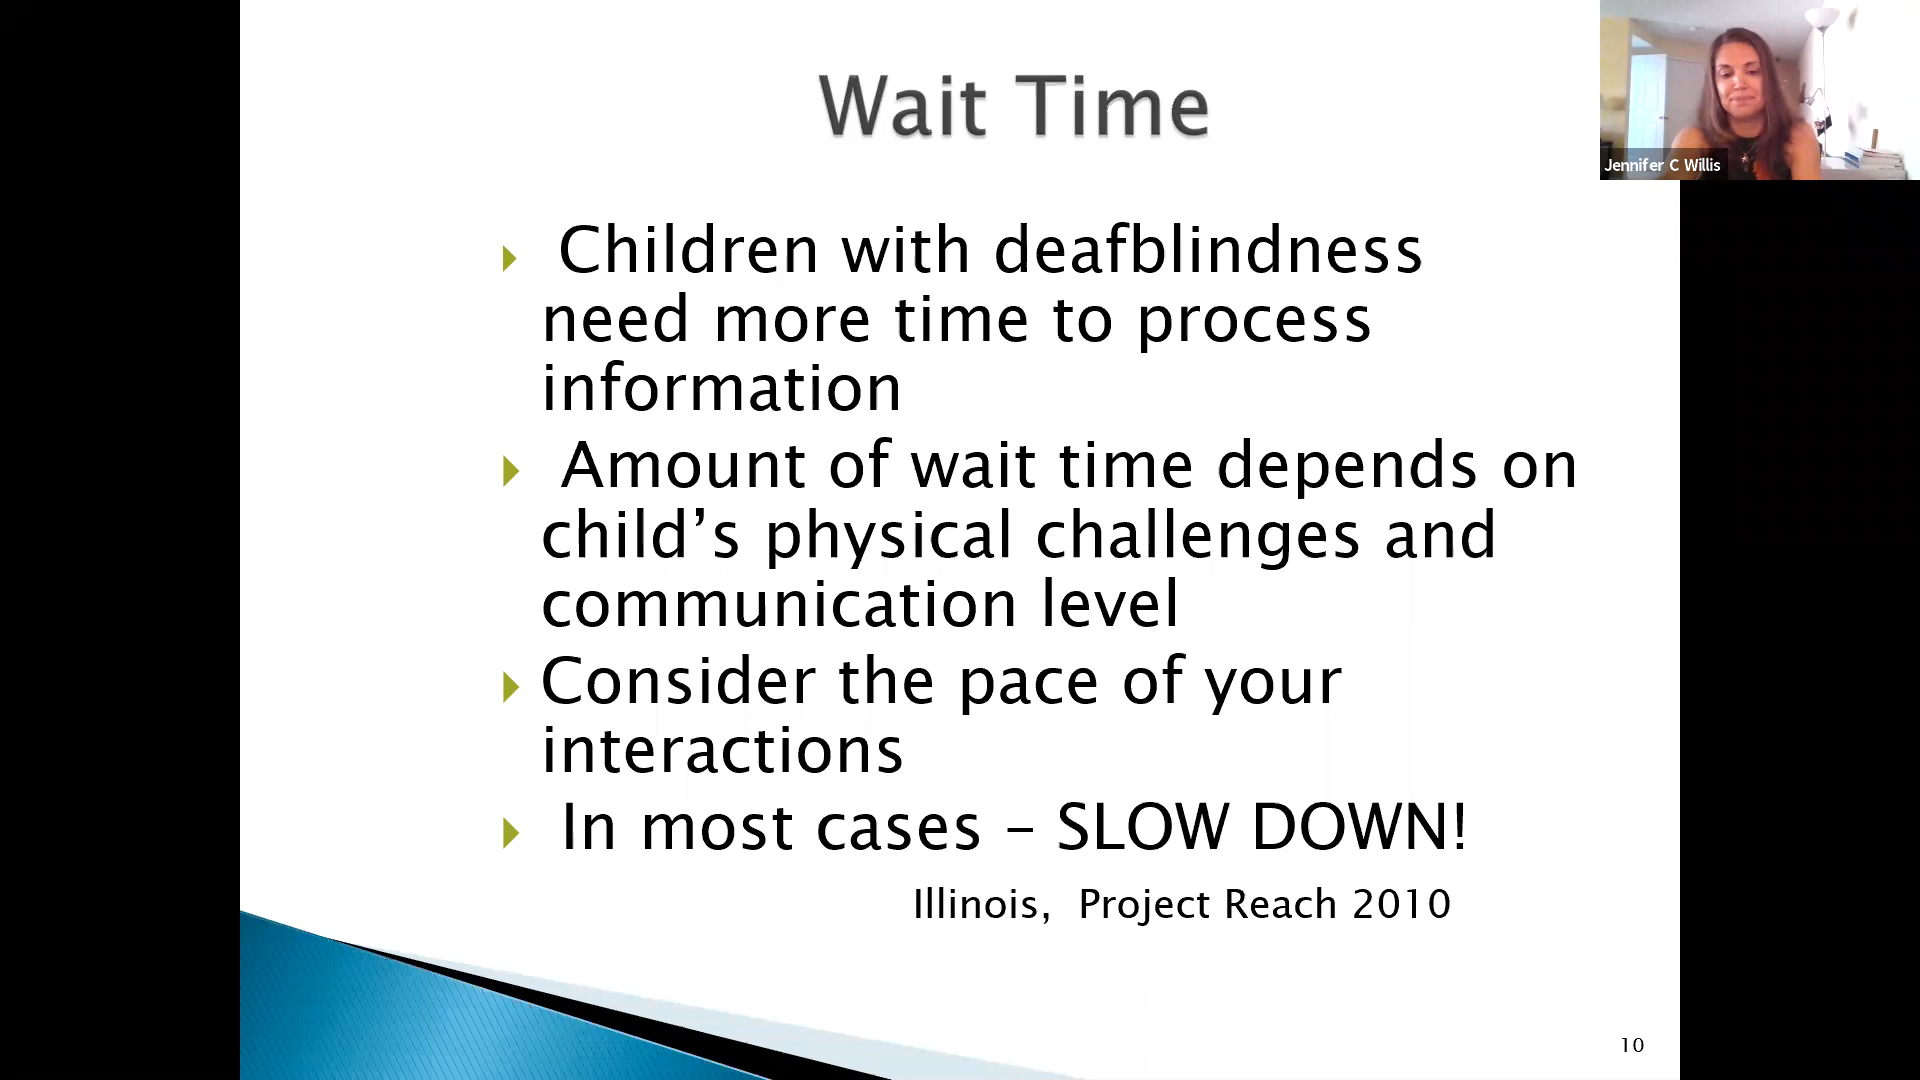 Wait Time
Jennifer C Willis
Children with deafblindness
need more time to process
information
Amount of wait time depends on
child’s physical challenges and
communication level
Consider the pace of your
interactions
In most cases – SLOW DOWN!
Illinois, Project Reach 2010
10